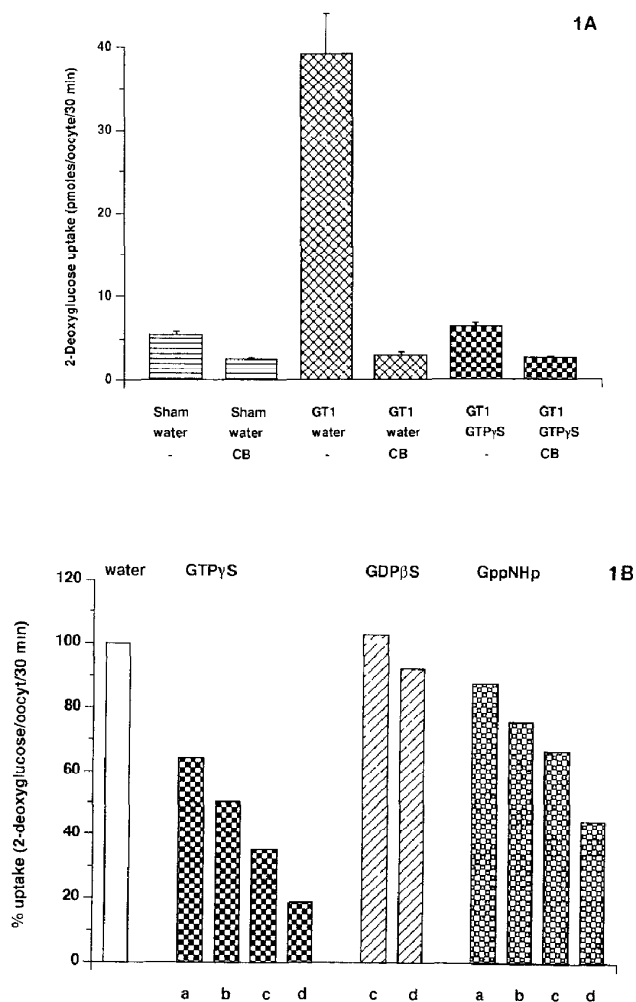 1A
2-Deoxyglucose uptake (pmoles/oocyte/30 min)
40
30
20
10
0
Sham Sham GT1 GT1 GT1 GT1
water water water water GTPγS GTPγS
- CB - CB - CB
1B
water GTPγS GDPβS GppNHp
% uptake (2-deoxyglucose/oocyt/30 min)
120
100
80
60
40
20
0
a b c d c d a b c d